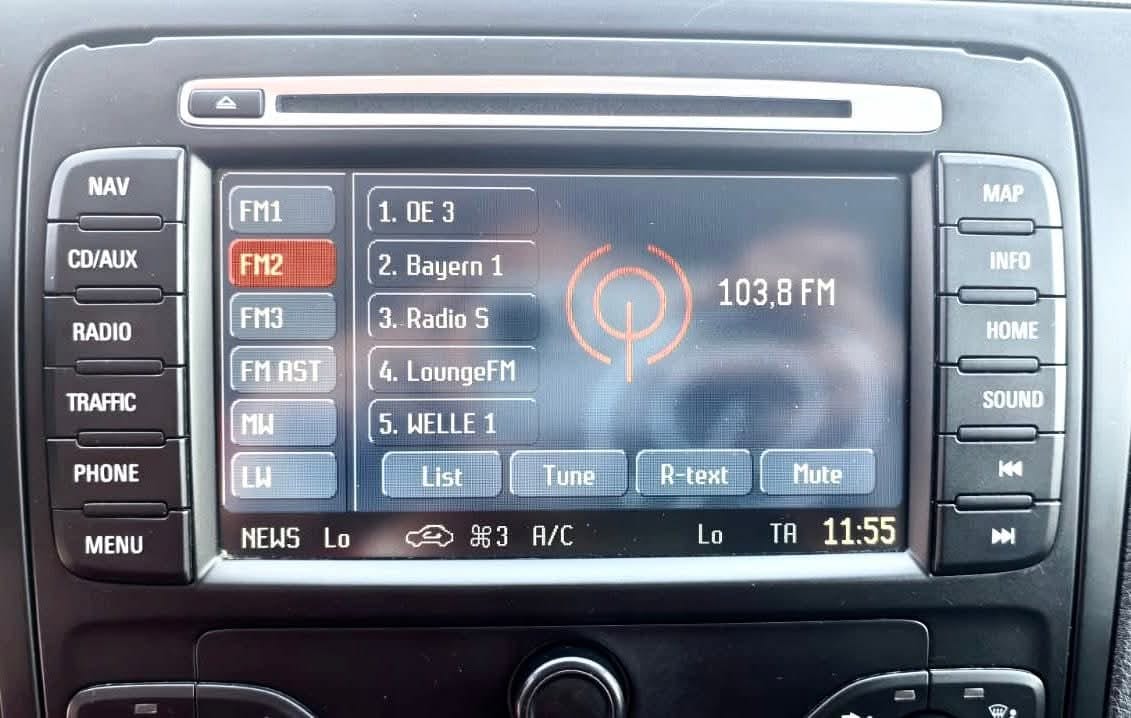 NAV
CD/AUX
RADIO
TRAFFIC
PHONE
MENU
FM1
FM2
FM3
FM AST
MW
LW
1. OE 3
2. Bayern 1
3. Radio S
4. LoungeFM
5. WELLE 1
103,8 FM
List Tune R-text Mute
NEWS Lo 3 A/C Lo TA 11:55
MAP
INFO
HOME
SOUND